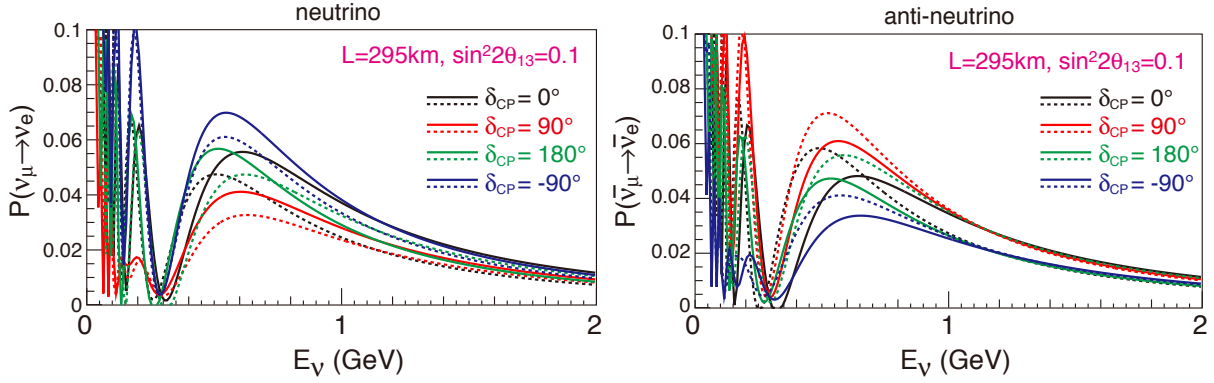 neutrino
P(νμ→νe)
0.1
0.08
0.06
0.04
0.02
0
L=295km, sin²2θ₁₃=0.1
δCP = 0°
δCP = 90°
δCP = 180°
δCP = -90°
0 1 2
Eν (GeV)
anti-neutrino
P(ν̄μ→ν̄e)
0.1
0.08
0.06
0.04
0.02
0
L=295km, sin²2θ₁₃=0.1
δCP = 0°
δCP = 90°
δCP = 180°
δCP = -90°
0 1 2
Eν (GeV)